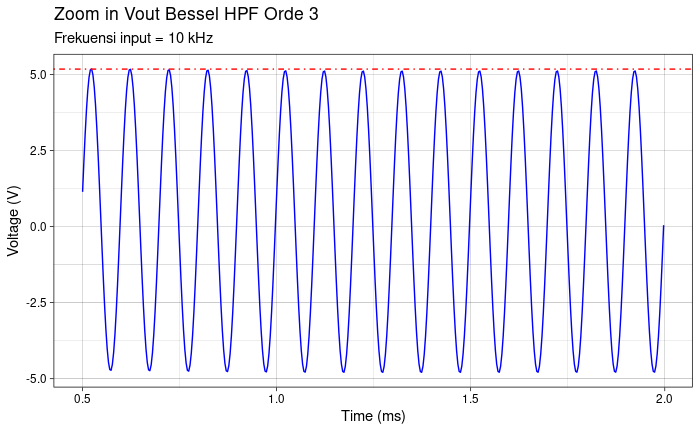 Zoom in Vout Bessel HPF Orde 3
Frekuensi input = 10 kHz
5.0
2.5
0.0
-2.5
-5.0
Voltage (V)
0.5 1.0 1.5 2.0
Time (ms)